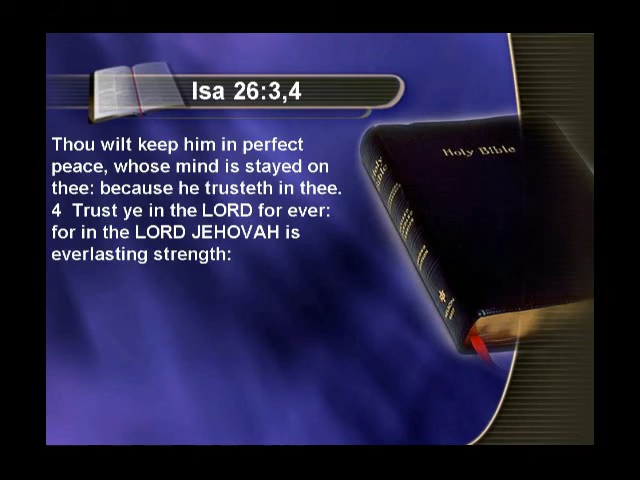 Isa 26:3,4
Thou wilt keep him in perfect
peace, whose mind is stayed on
thee: because he trusteth in thee.
4 Trust ye in the LORD for ever:
for in the LORD JEHOVAH is
everlasting strength:
Holy Bible
Holy
Bible